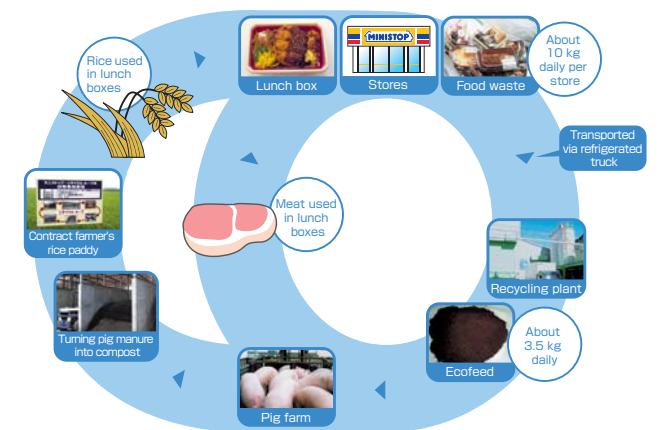 Rice used
in lunch
boxes
Lunch box
MINISTOP
Stores
Food waste
About
10 kg
daily per
store
Transported
via refrigerated
truck
Meat used
in lunch
boxes
Contract farmer's
rice paddy
Recycling plant
Turning pig manure
into compost
About
3.5 kg
daily
Ecofeed
Pig farm